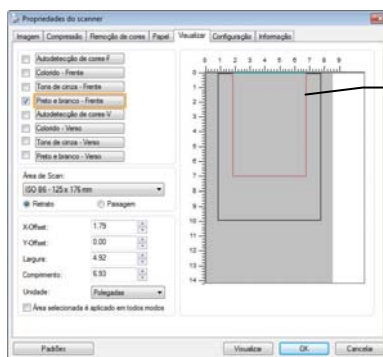 Propriedades do scanner
Imagem Compressão Remoção de cores Papel Visualizar Configuração Informação
Autodetecção de cores-F
Colorido - Frente
Tons de cinza - Frente
Preto e branco - Frente
Autodetecção de cores-V
Colorido - Verso
Tons de cinza - Verso
Preto e branco - Verso
Área de Scan:
ISO B6 - 125 x 176 mm
Retrato Paisagem
X-Offset: 1.79
Y-Offset: 0.00
Largura: 4.92
Comprimento: 6.93
Unidade: Polegadas
Área selecionada é aplicado em todos modos
0 1 2 3 4 5 6 7 8 9
0
1
2
3
4
5
6
7
8
9
10
11
12
13
14
Padrões Visualizar OK Cancelar